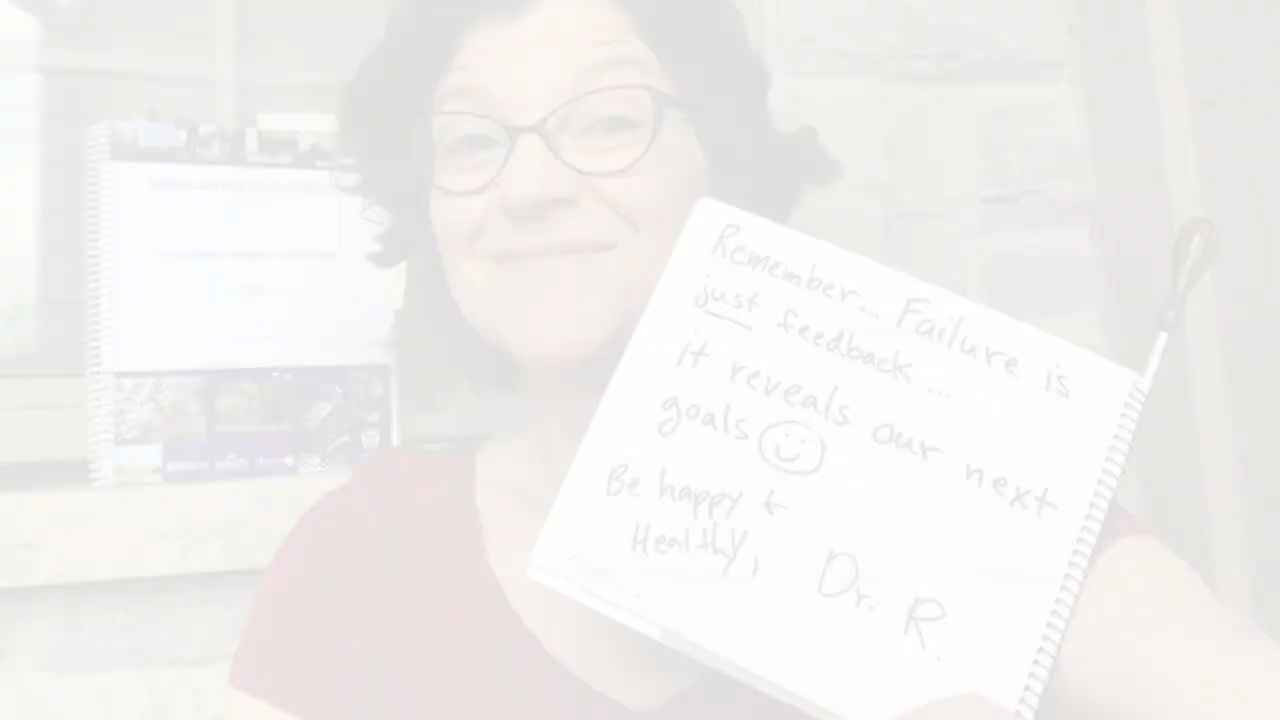 Remember... Failure is
just feedback...
it reveals our next
goals
Be happy +
Healthy,
Dr. R.